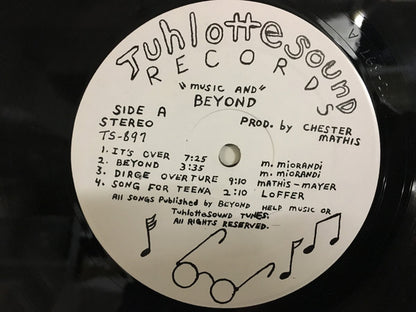 Tuhlottesound
RECORDS
"MUSIC AND"
BEYOND
SIDE A
STEREO
TS-897
PROD. by CHESTER
MATHIS
1. IT'S OVER 7:25 M. MIORANDI
2. BEYOND 3:35 M. MIORANDI
3. DIRGE OVERTURE 9:10 MATHIS-MAYER
4. SONG FOR TEENA 2:10 LOFFER
All SONGS Published by BEYOND HELP MUSIC OR
TuhlottaSOUND TUNES.
All RIGHTS RESERVED.